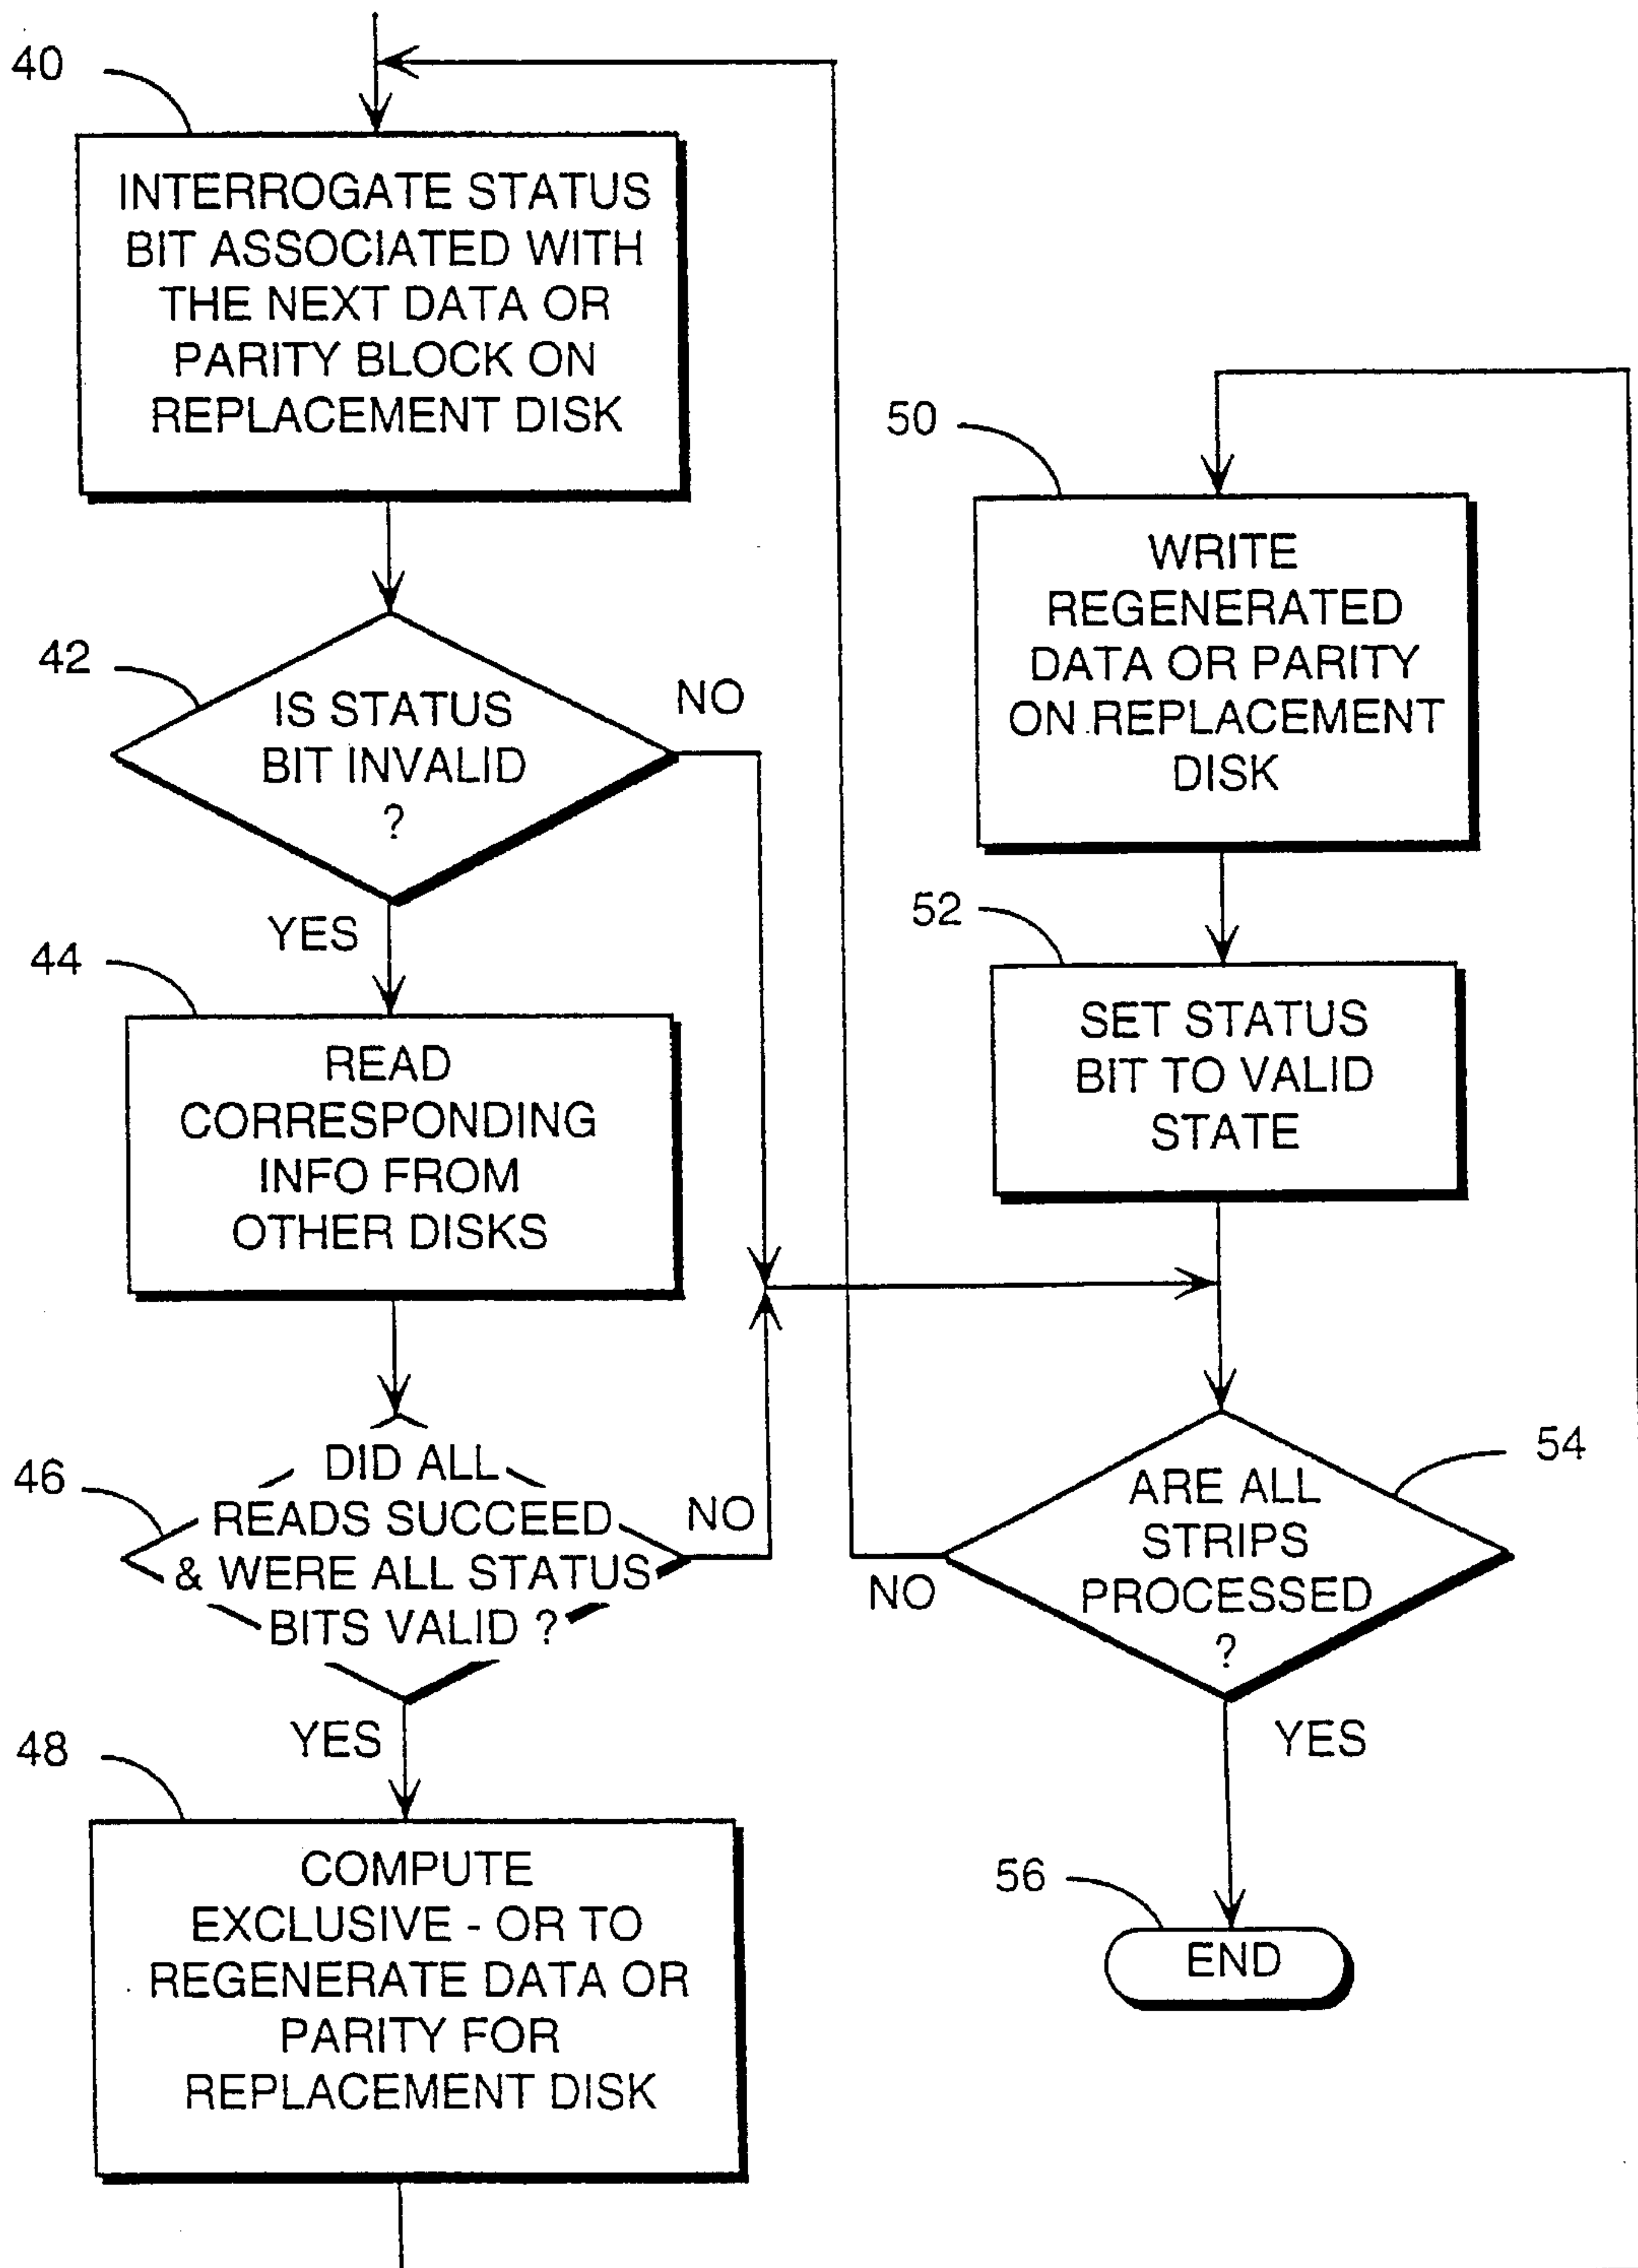 40
INTERROGATE STATUS
BIT ASSOCIATED WITH
THE NEXT DATA OR
PARITY BLOCK ON
REPLACEMENT DISK
42
IS STATUS
BIT INVALID
?
NO
YES
44
READ
CORRESPONDING
INFO FROM
OTHER DISKS
46
DID ALL
READS SUCCEED
& WERE ALL STATUS
BITS VALID ?
NO
YES
48
COMPUTE
EXCLUSIVE - OR TO
REGENERATE DATA OR
PARITY FOR
REPLACEMENT DISK
50
WRITE
REGENERATED
DATA OR PARITY
ON REPLACEMENT
DISK
52
SET STATUS
BIT TO VALID
STATE
54
ARE ALL
STRIPS
PROCESSED
?
NO
YES
56
END